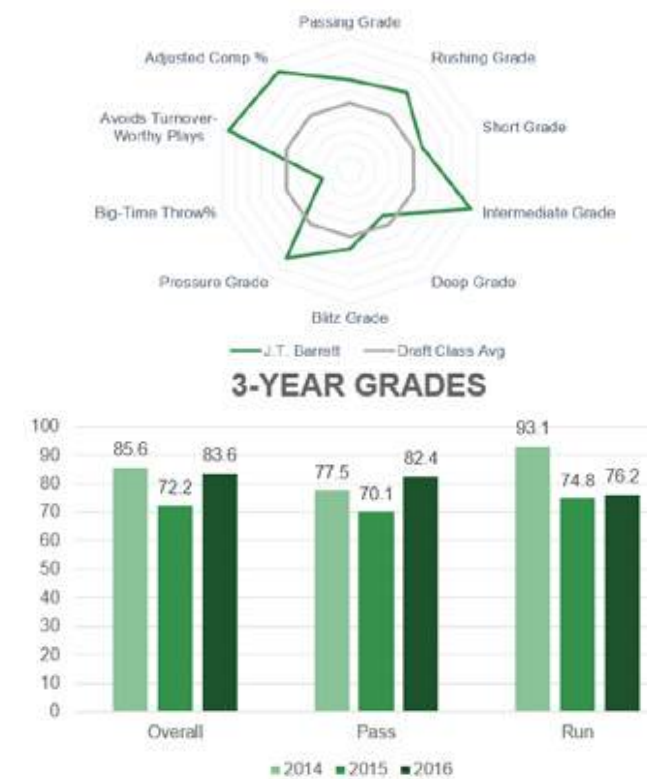 Passing Grade
Adjusted Comp %
Rushing Grade
Avoids Turnover-
Worthy Plays
Short Grade
Big-Time Throw%
Intermediate Grade
Pressure Grade
Deep Grade
Blitz Grade
J.T. Barrett
Draft Class Avg
3-YEAR GRADES
100
90
80
70
60
50
40
30
20
10
0
85.6
72.2
83.6
77.5
70.1
82.4
93.1
74.8
76.2
Overall
Pass
Run
2014
2015
2016